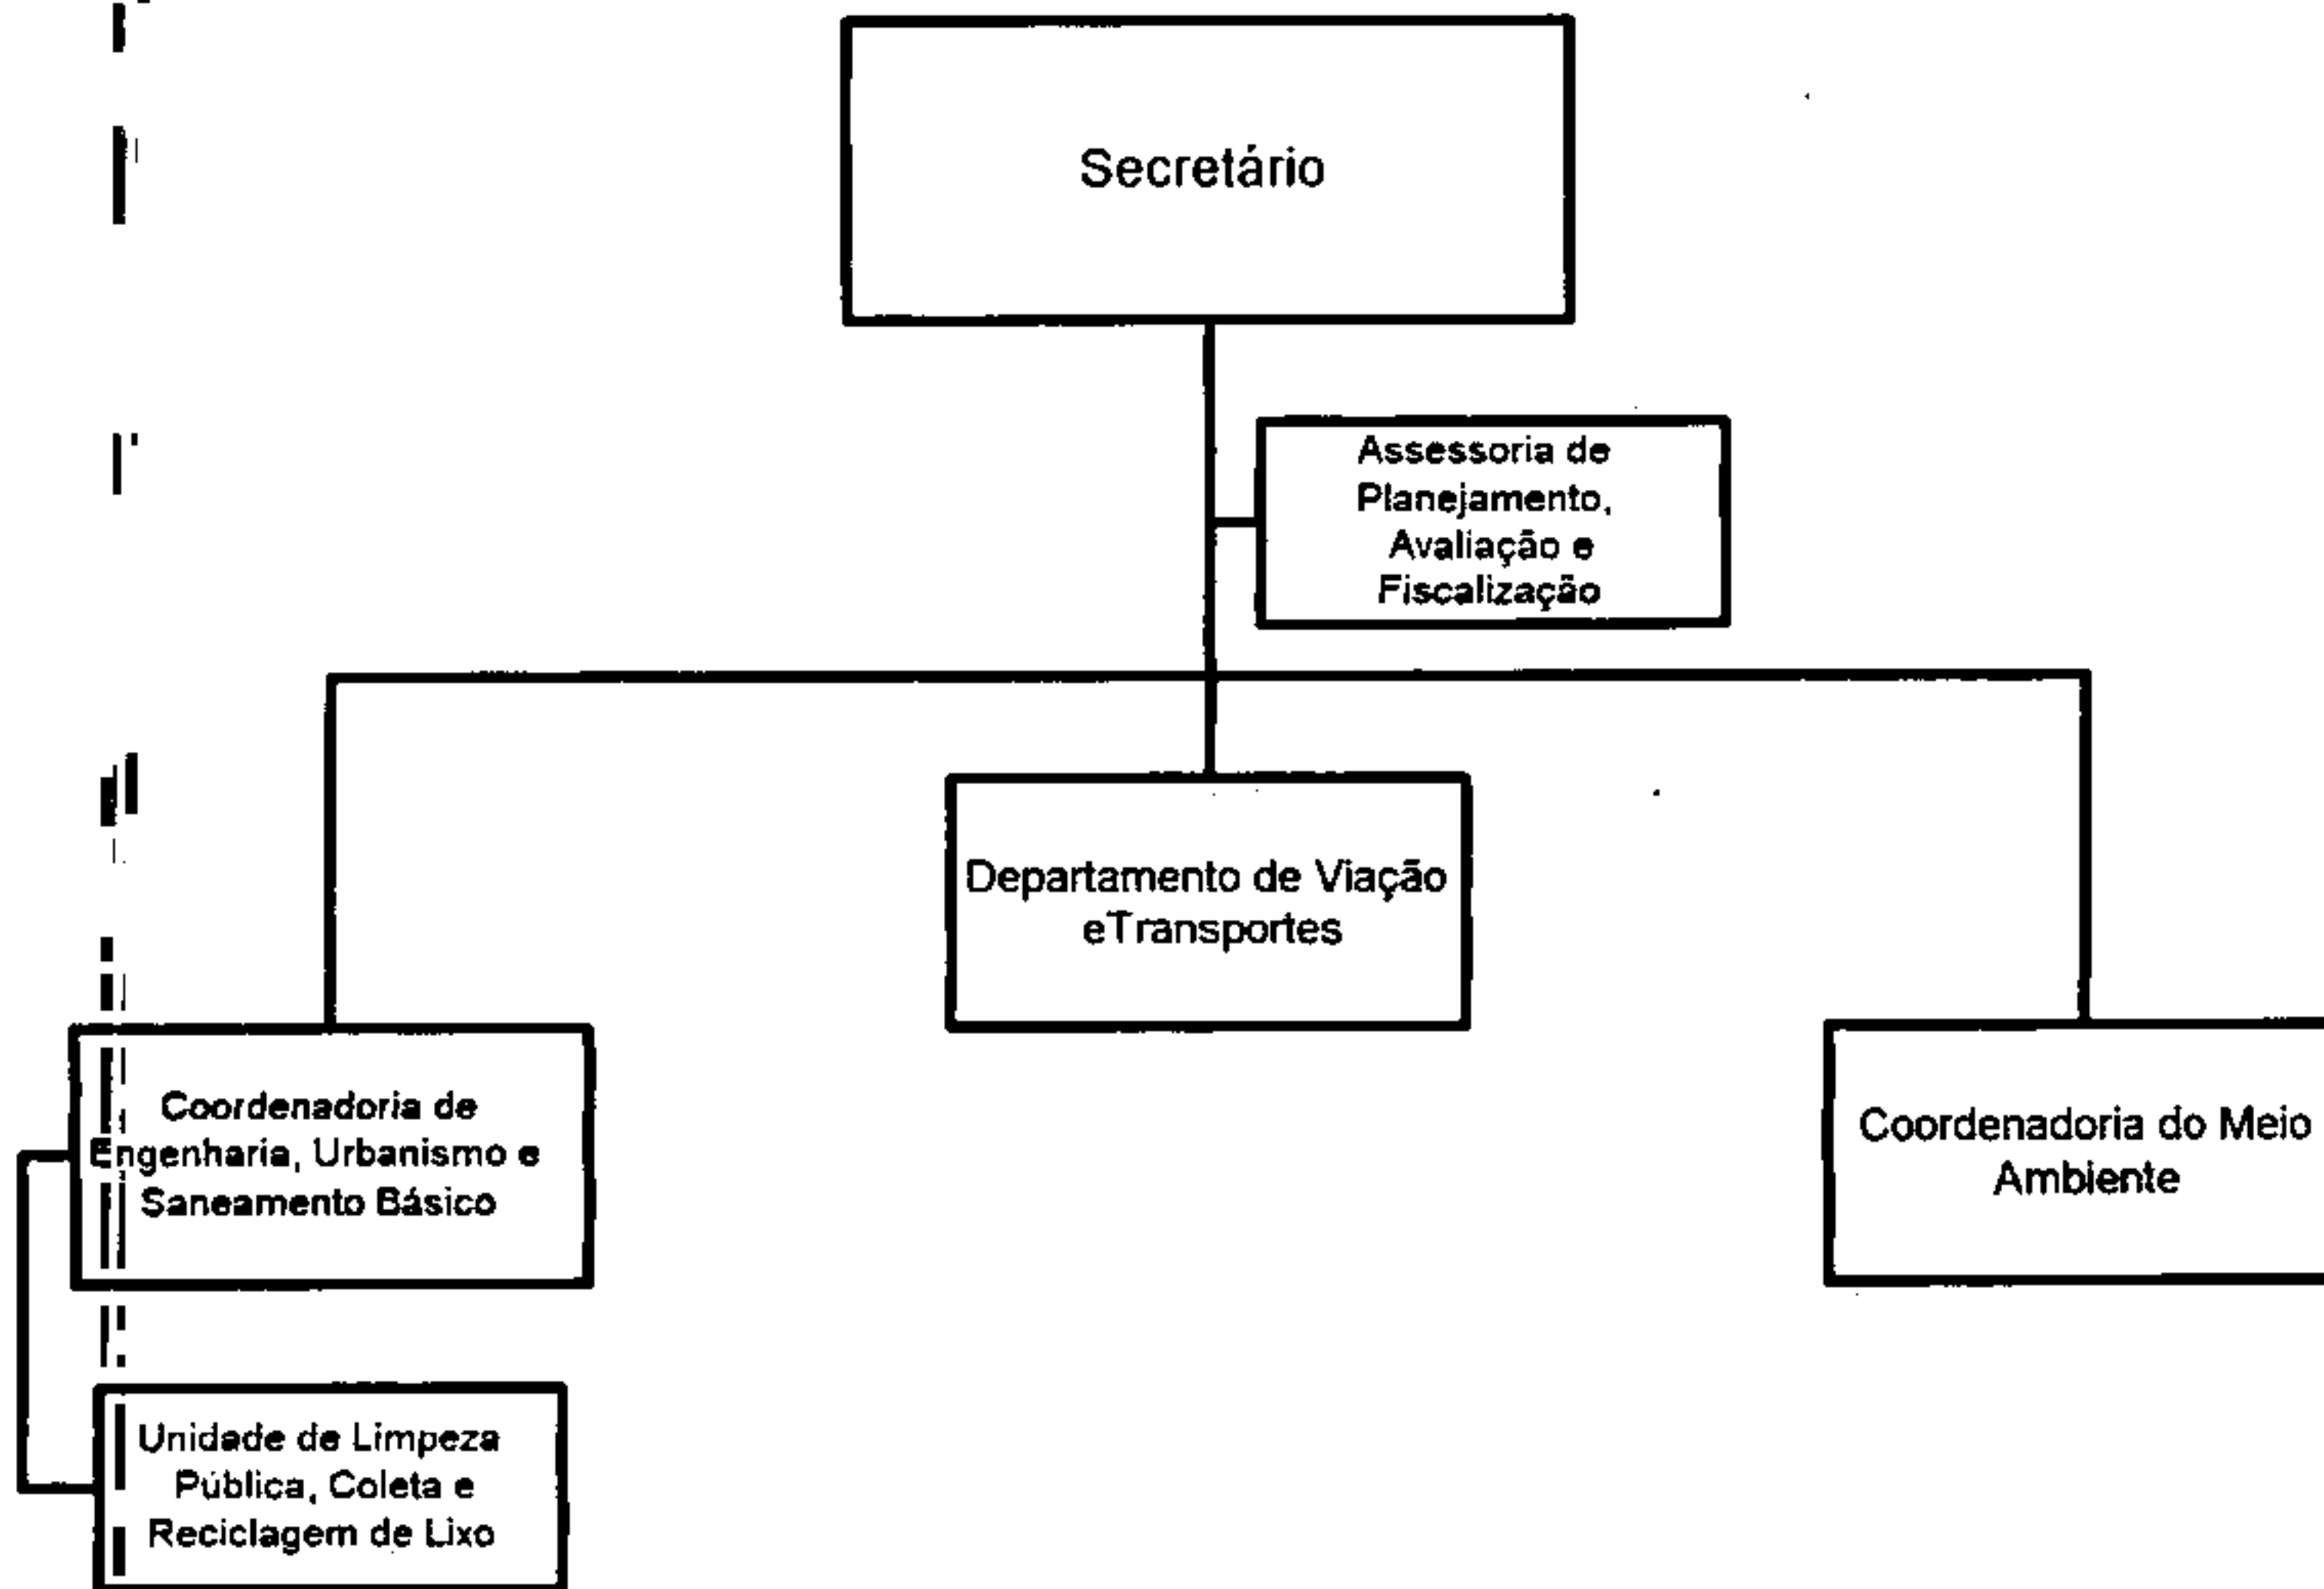 Secretário
Assessoria de
Planejamento,
Avaliação e
Fiscalização
Departamento de Viação
eTransportes
Coordenadoria de
Engenharia, Urbanismo e
Saneamento Básico
Coordenadoria do Meio
Ambiente
Unidade de Limpeza
Pública, Coleta e
Reciclagem de Lixo